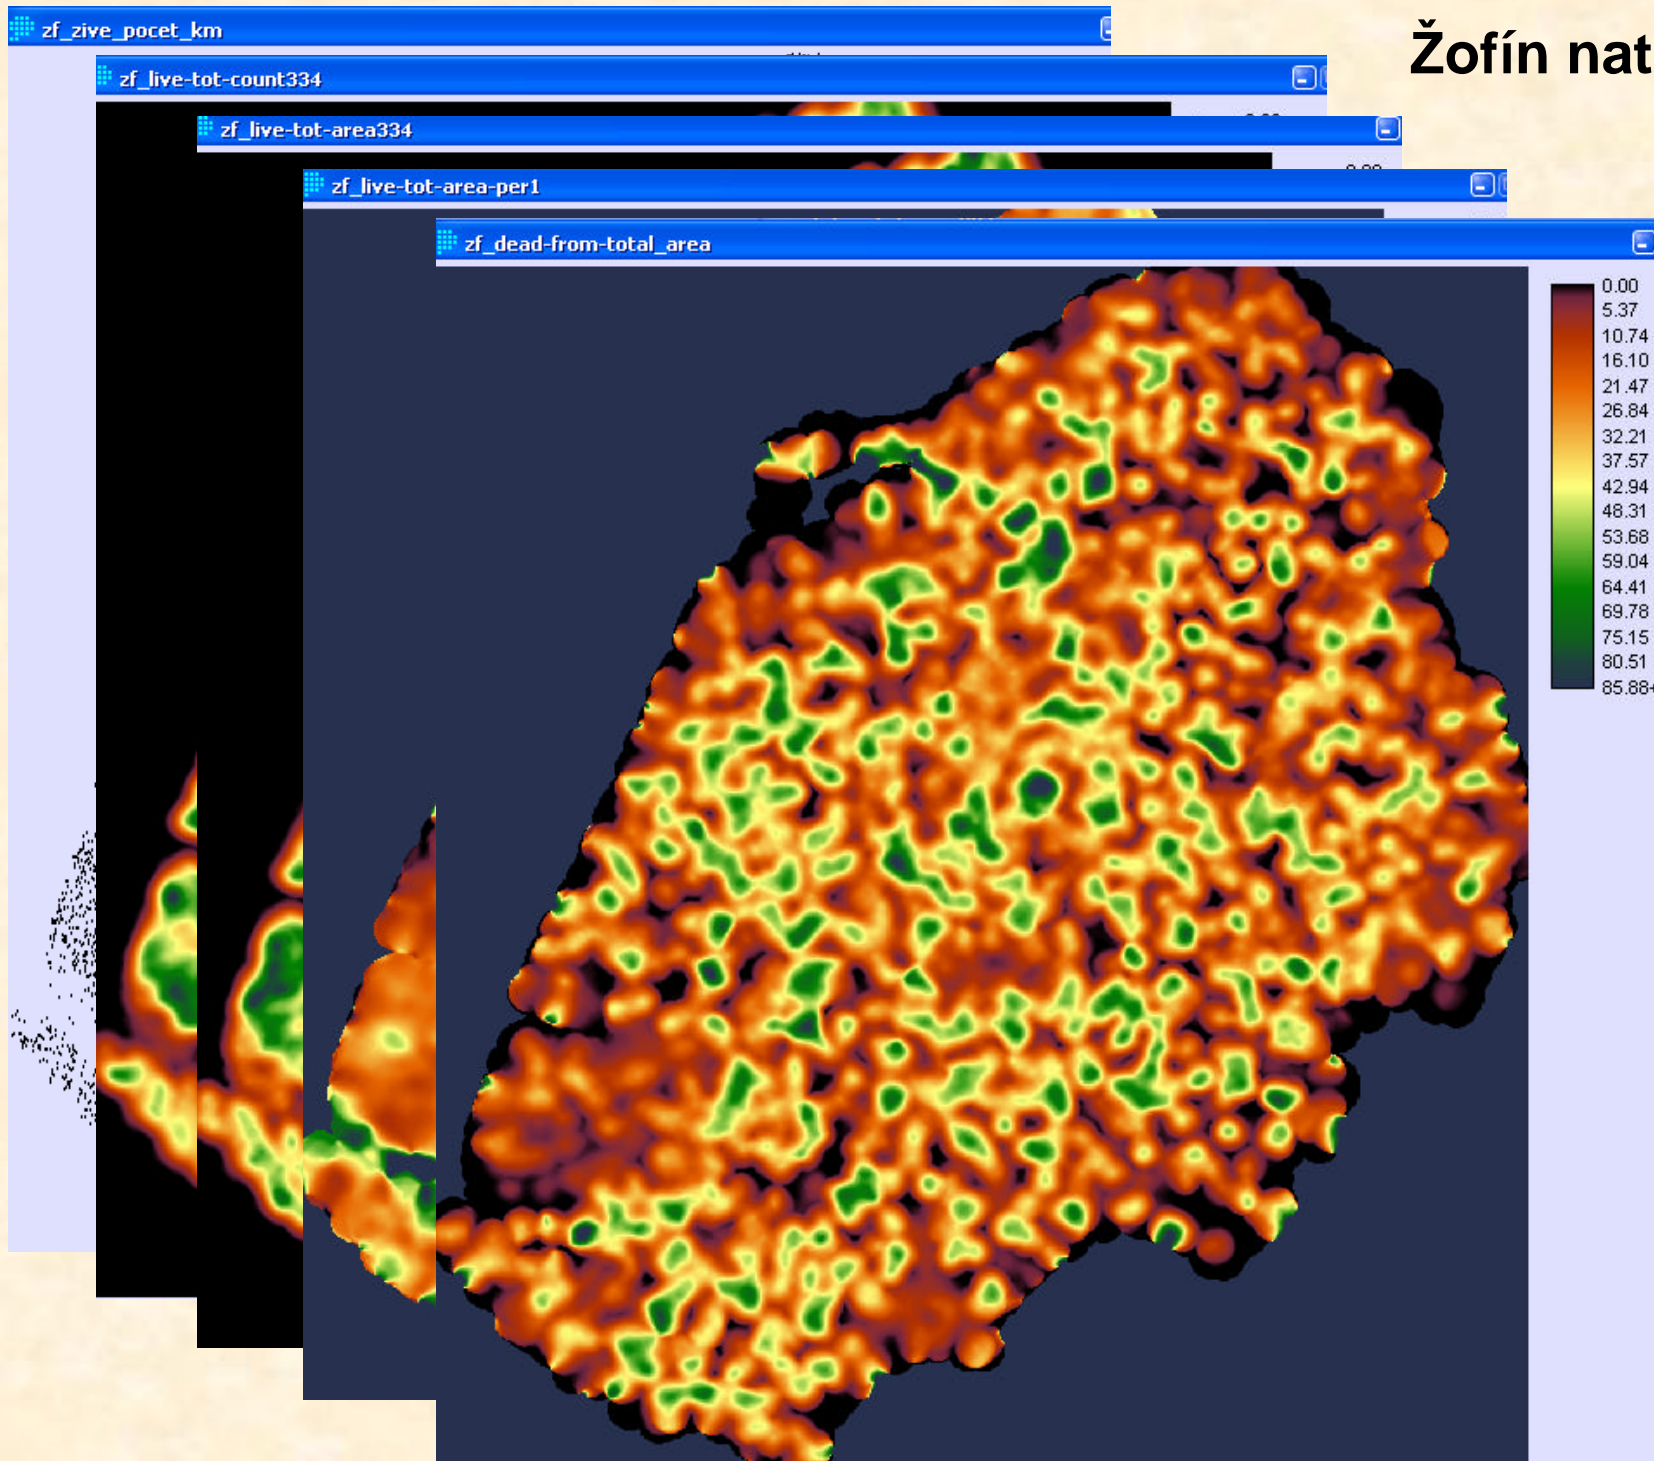 zf_zive_pocet_km
Žofín nat
zf_live-tot-count334
zf_live-tot-area334
zf_live-tot-area-per1
zf_dead-from-total_area
0.00
5.37
10.74
16.10
21.47
26.84
32.21
37.57
42.94
48.31
53.68
59.04
64.41
69.78
75.15
80.51
85.88+